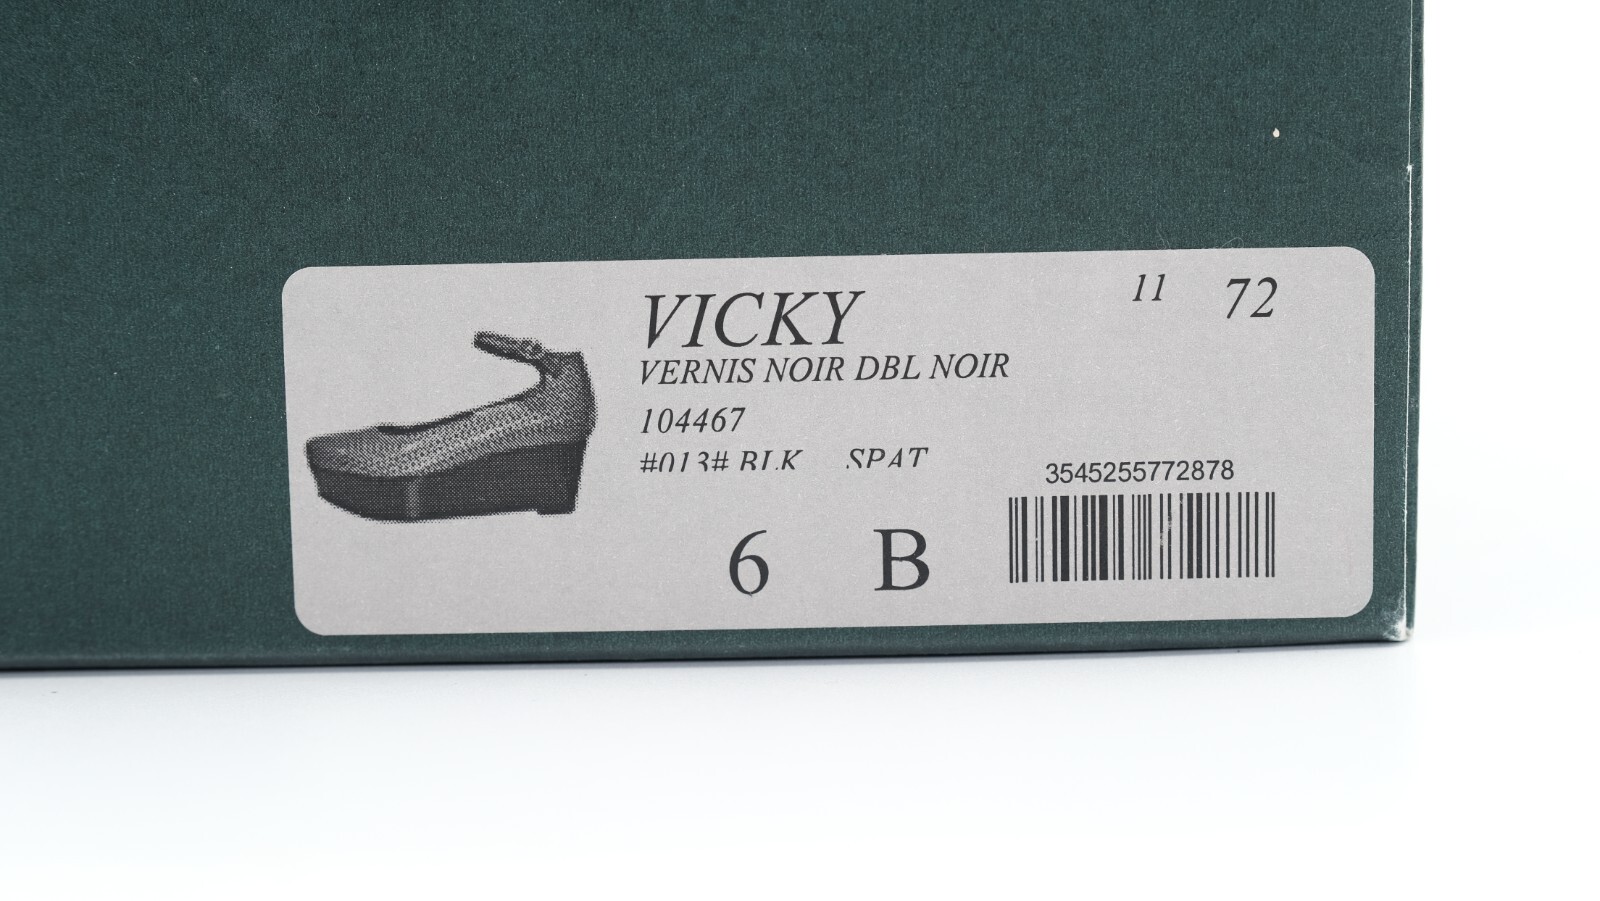 VICKY 11 72
VERNIS NOIR DBL NOIR
104467
#013# BLK SPAT
3545255772878
6 B